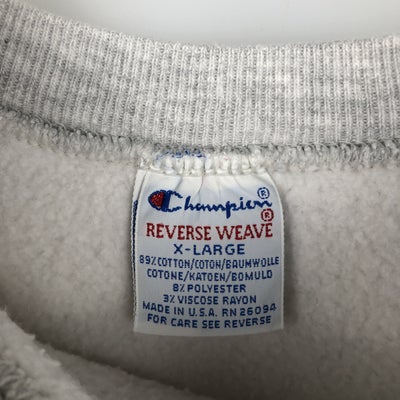 Champion®
REVERSE WEAVE®
X-LARGE
89% COTTON/COTON/BAUMWOLLE
COTONE/KATOEN/BOMULD
8% POLYESTER
3% VISCOSE RAYON
MADE IN U.S.A. RN 26094
FOR CARE SEE REVERSE